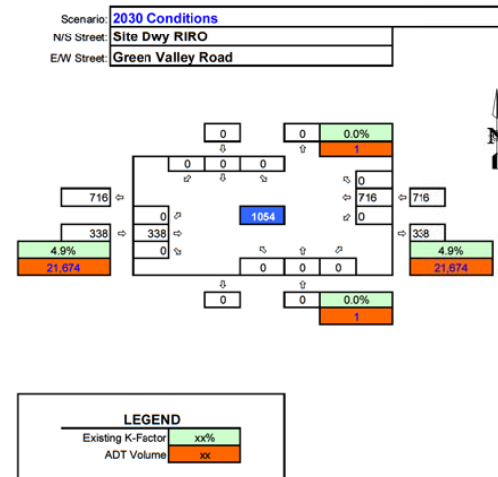 Scenario: 2030 Conditions
N/S Street: Site Dwy RIRO
E/W Street: Green Valley Road
N
0 0 0.0%
1
0 0 0
0
716 716 716
0 0
1054
338 338 338
4.9% 0 4.9%
21,674 0 0 0 21,674
0 0 0.0%
1
LEGEND
Existing K-Factor xx%
ADT Volume xx